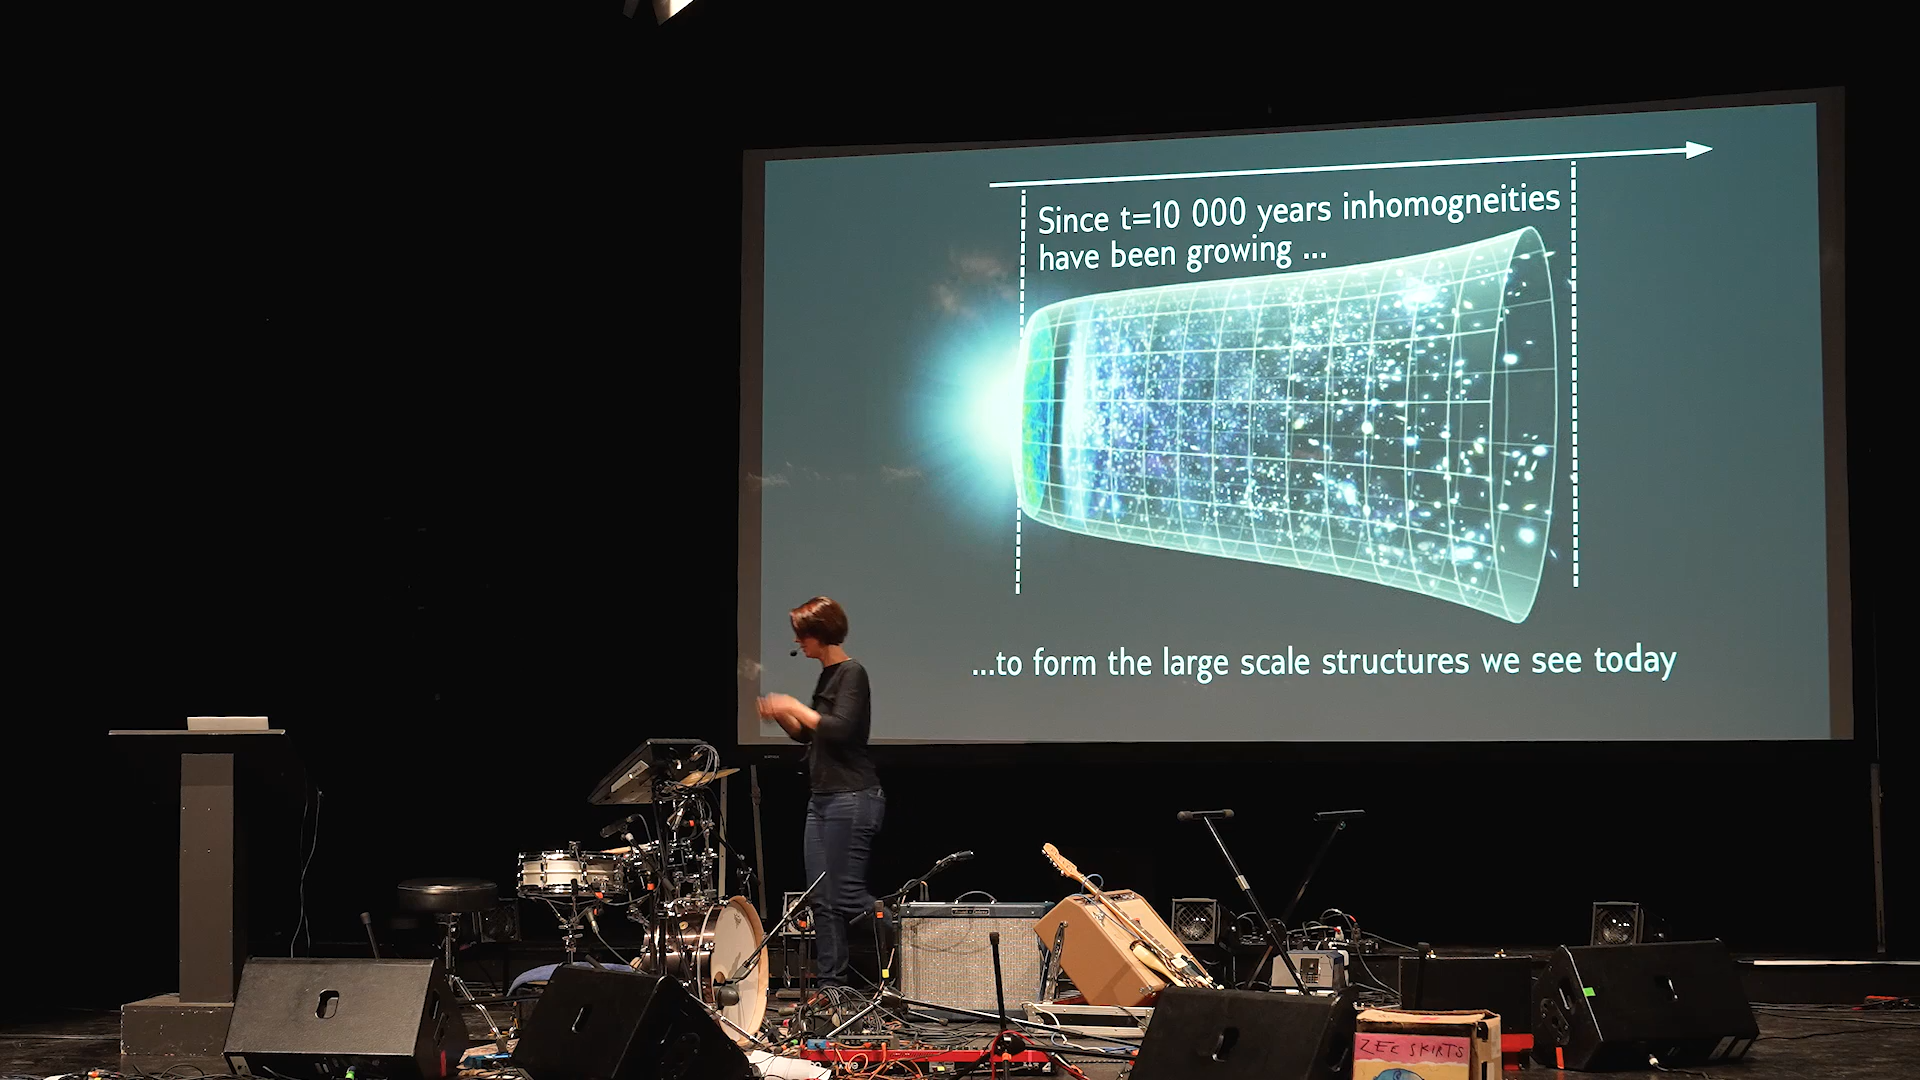 Since t=10 000 years inhomogneities
have been growing ...
...to form the large scale structures we see today
ZEE SKIRTS